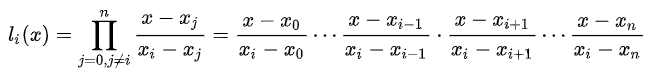 l_i(x) = \prod_{j=0, j \neq i}^{n} \frac{x - x_j}{x_i - x_j} = \frac{x - x_0}{x_i - x_0} \cdots \frac{x - x_{i-1}}{x_i - x_{i-1}} \cdot \frac{x - x_{i+1}}{x_i - x_{i+1}} \cdots \frac{x - x_n}{x_i - x_n}